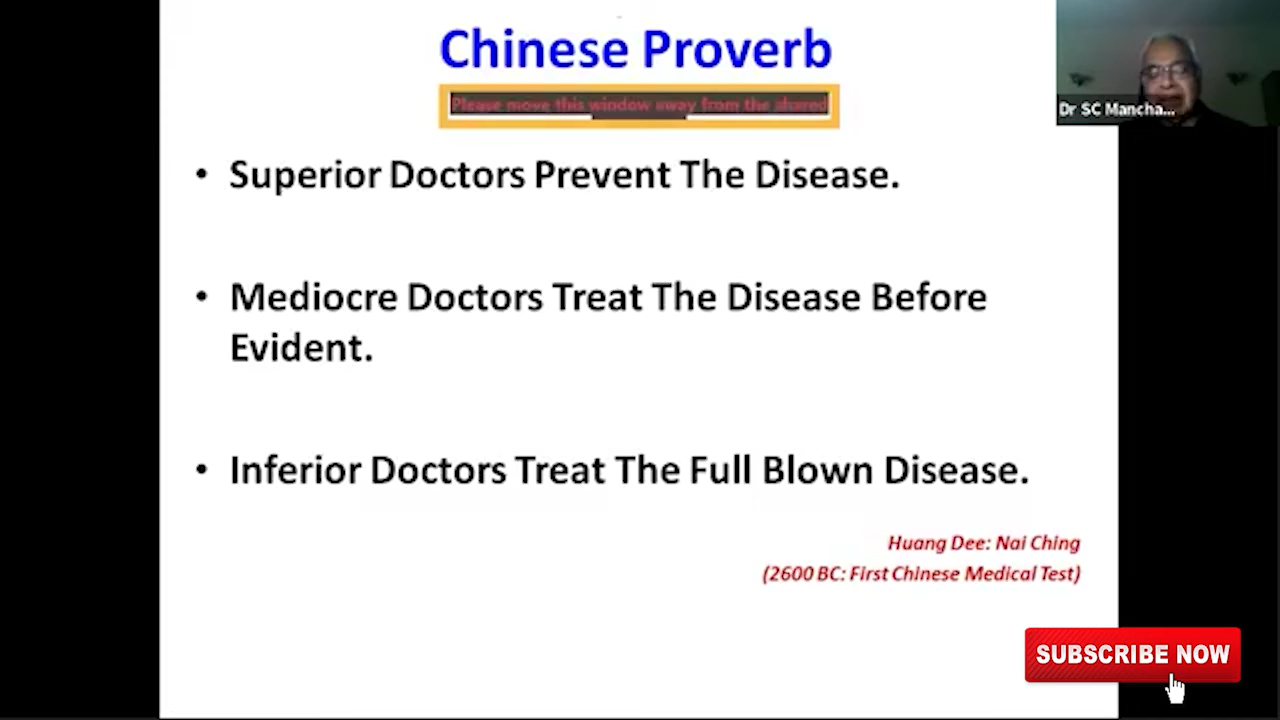 Chinese Proverb
Please move this window away from the shared
Dr SC Mancha...
• Superior Doctors Prevent The Disease.
• Mediocre Doctors Treat The Disease Before
Evident.
• Inferior Doctors Treat The Full Blown Disease.
Huang Dee: Nai Ching
(2600 BC: First Chinese Medical Test)
SUBSCRIBE NOW